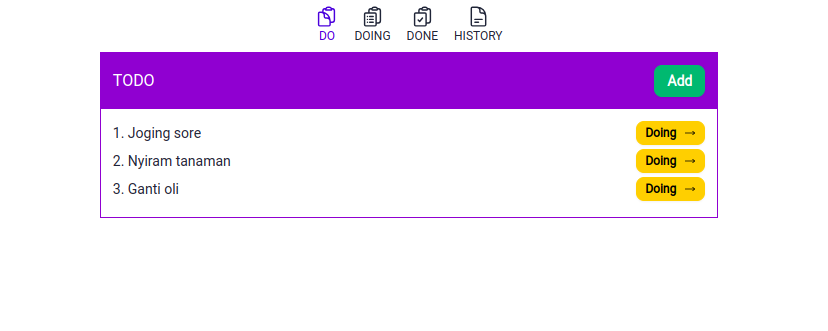 DO DOING DONE HISTORY
TODO Add
1. Joging sore Doing →
2. Nyiram tanaman Doing →
3. Ganti oli Doing →